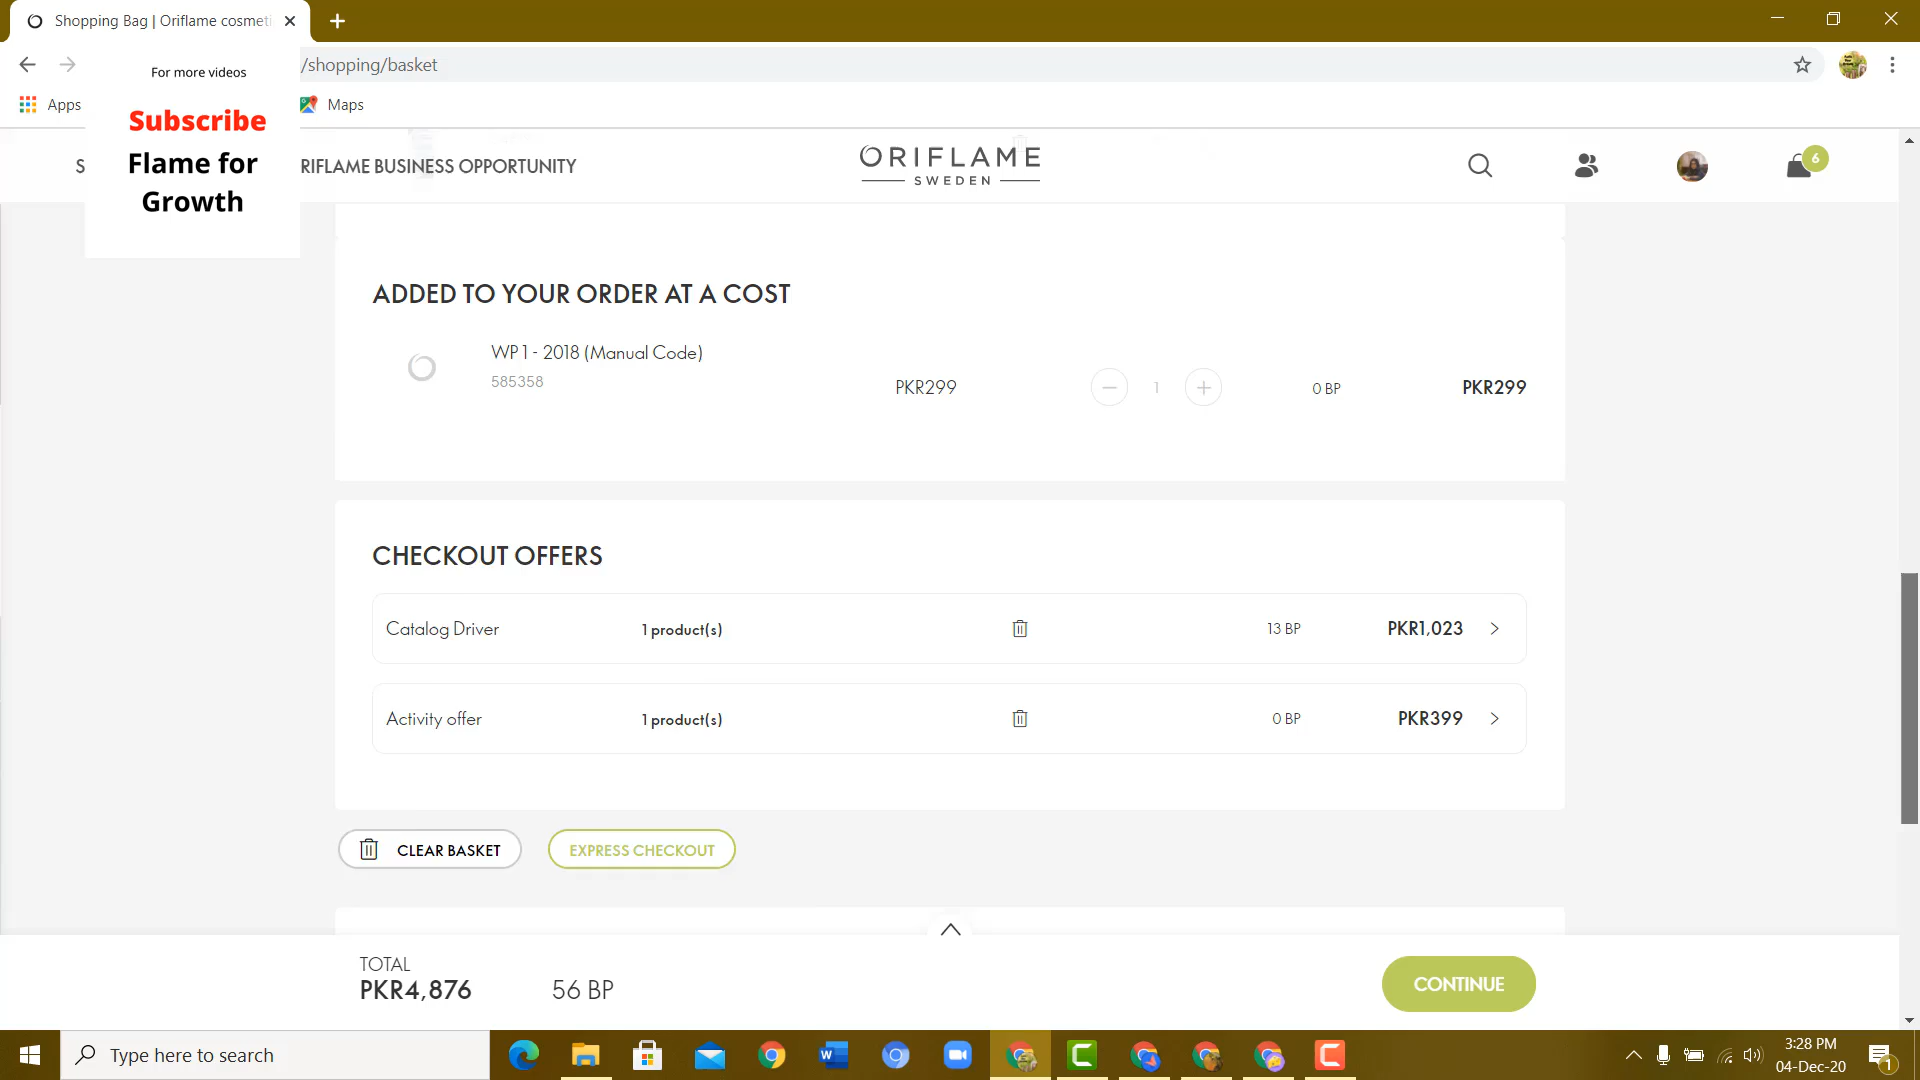 Shopping Bag | Oriflame cosmeti
/shopping/basket
For more videos
Subscribe
Flame for
Growth
Apps
Maps
S
RIFLAME BUSINESS OPPORTUNITY
ORIFLAME
SWEDEN
6
ADDED TO YOUR ORDER AT A COST
WP 1 - 2018 (Manual Code)
585358
PKR299
1
0 BP
PKR299
CHECKOUT OFFERS
Catalog Driver 1 product(s) 13 BP PKR1,023
Activity offer 1 product(s) 0 BP PKR399
CLEAR BASKET
EXPRESS CHECKOUT
TOTAL
PKR4,876 56 BP
CONTINUE
Type here to search
3:28 PM
04-Dec-20
1